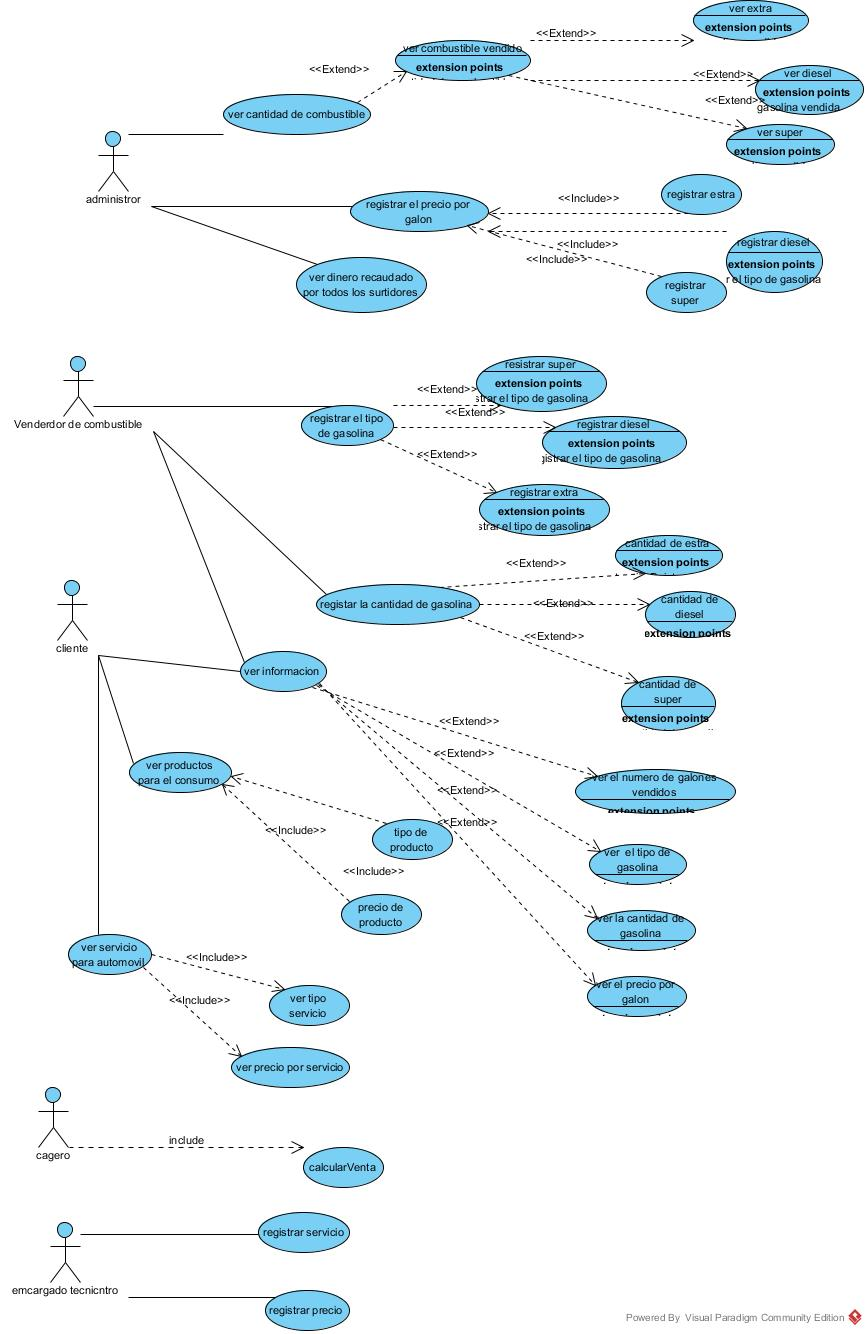 ver extra
extension points
<<Extend>>
ver combustible vendido
extension points
<<Extend>>
<<Extend>>
ver diesel
extension points
gasolina vendida
<<Extend>>
ver cantidad de combustible
ver super
extension points
administror
registrar estra
<<Include>>
registrar el precio por
galon
<<Include>>
<<Include>>
registrar diesel
extension points
r el tipo de gasolina
ver dinero recaudado
por todos los surtidores
registrar
super
Venderdor de combustible
resistrar super
extension points
strar el tipo de gasolina
<<Extend>>
<<Extend>>
registrar el tipo
de gasolina
registrar diesel
extension points
gistrar el tipo de gasolina
<<Extend>>
registrar extra
extension points
strar el tipo de gasolina
cantidad de estra
extension points
<<Extend>>
registar la cantidad de gasolina
<<Extend>>
cantidad de
diesel
extension points
<<Extend>>
cliente
ver informacion
cantidad de
super
extension points
<<Extend>>
<<Extend>>
<<Extend>>
<<Extend>>
ver productos
para el consumo
ver el numero de galones
vendidos
extension points
<<Include>>
tipo de
producto
ver el tipo de
gasolina
<<Include>>
precio de
producto
ver la cantidad de
gasolina
ver servicio
para automovil
<<Include>>
<<Include>>
ver tipo
servicio
ver el precio por
galon
ver precio por servicio
cagero
include
calcularVenta
emcargado tecnicntro
registrar servicio
registrar precio
Powered By Visual Paradigm Community Edition